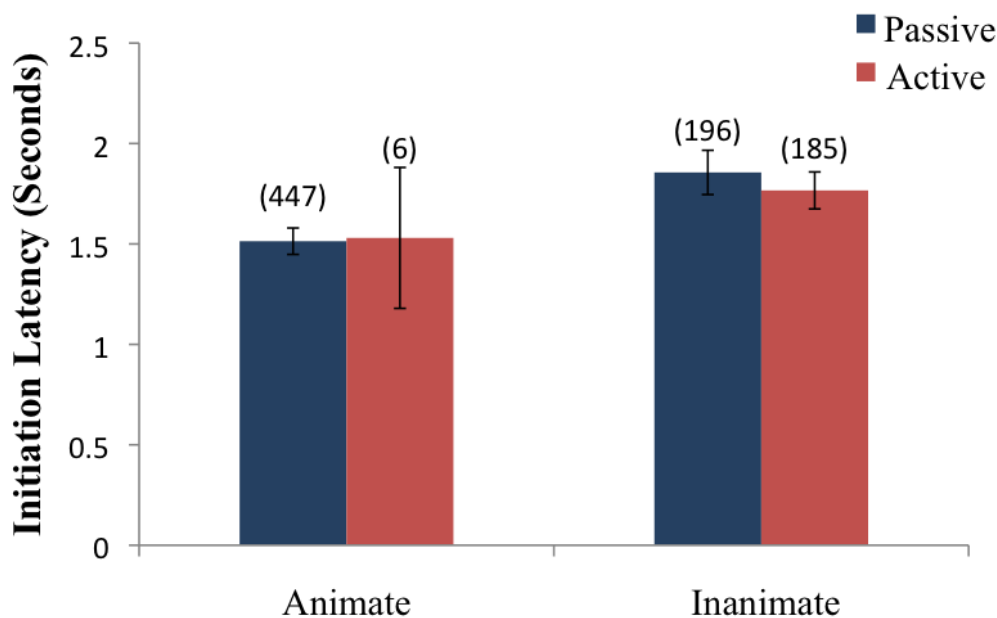 Passive
Active
Initiation Latency (Seconds)
2.5
2
1.5
1
0.5
0
(447)
(6)
(196)
(185)
Animate
Inanimate